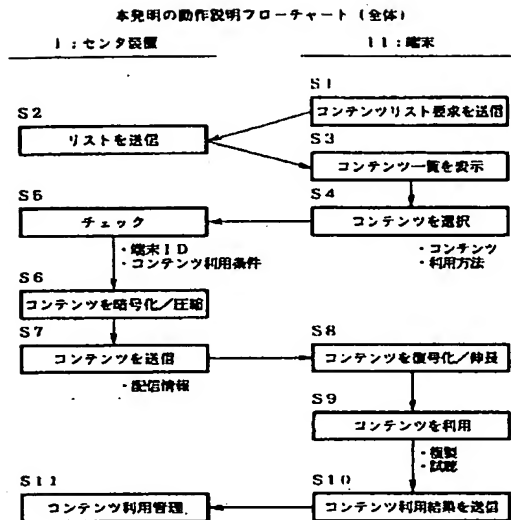 本発明の動作説明フローチャート（全体）
1：センタ装置
11：端末
S1
コンテンツリスト要求を送信
S2
リストを送信
S3
コンテンツ一覧を表示
S4
コンテンツを選択
・コンテンツ
・利用方法
S5
チェック
・端末ID
・コンテンツ利用条件
S6
コンテンツを暗号化／圧縮
S7
コンテンツを送信
・配信情報
S8
コンテンツを復号化／伸長
S9
コンテンツを利用
・複製
・試聴
S10
コンテンツ利用結果を送信
S11
コンテンツ利用管理